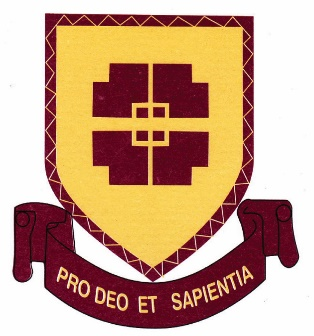 PRO DEO ET SAPIENTIA